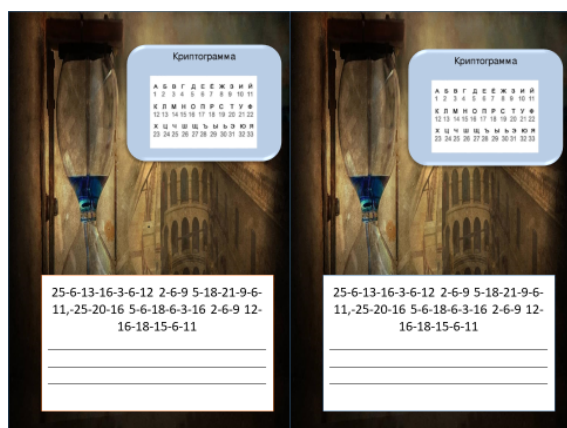 Криптограмма
А Б В Г Д Е Ё Ж З И Й
1 2 3 4 5 6 7 8 9 10 11
К Л М Н О П Р С Т У Ф
12 13 14 15 16 17 18 19 20 21 22
Х Ц Ч Ш Щ Ъ Ы Ь Э Ю Я
23 24 25 26 27 28 29 30 31 32 33
25-6-13-16-3-6-12 2-6-9 5-18-21-9-6-
11,-25-20-16 5-6-18-6-3-16 2-6-9 12-
16-18-15-6-11
Криптограмма
А Б В Г Д Е Ё Ж З И Й
1 2 3 4 5 6 7 8 9 10 11
К Л М Н О П Р С Т У Ф
12 13 14 15 16 17 18 19 20 21 22
Х Ц Ч Ш Щ Ъ Ы Ь Э Ю Я
23 24 25 26 27 28 29 30 31 32 33
25-6-13-16-3-6-12 2-6-9 5-18-21-9-6-
11,-25-20-16 5-6-18-6-3-16 2-6-9 12-
16-18-15-6-11